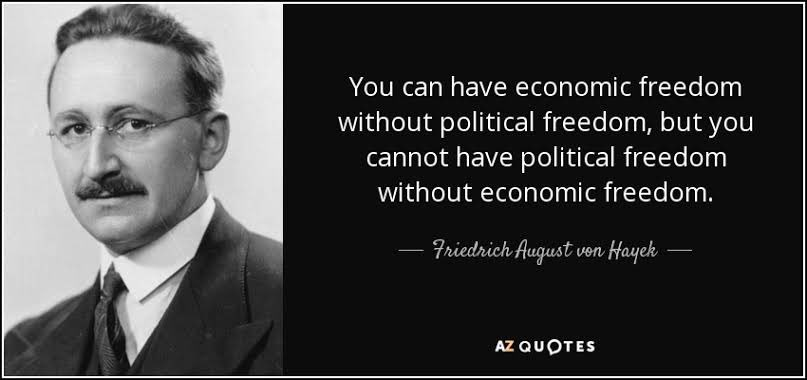 You can have economic freedom
without political freedom, but you
cannot have political freedom
without economic freedom.
Friedrich August von Hayek
AZ QUOTES